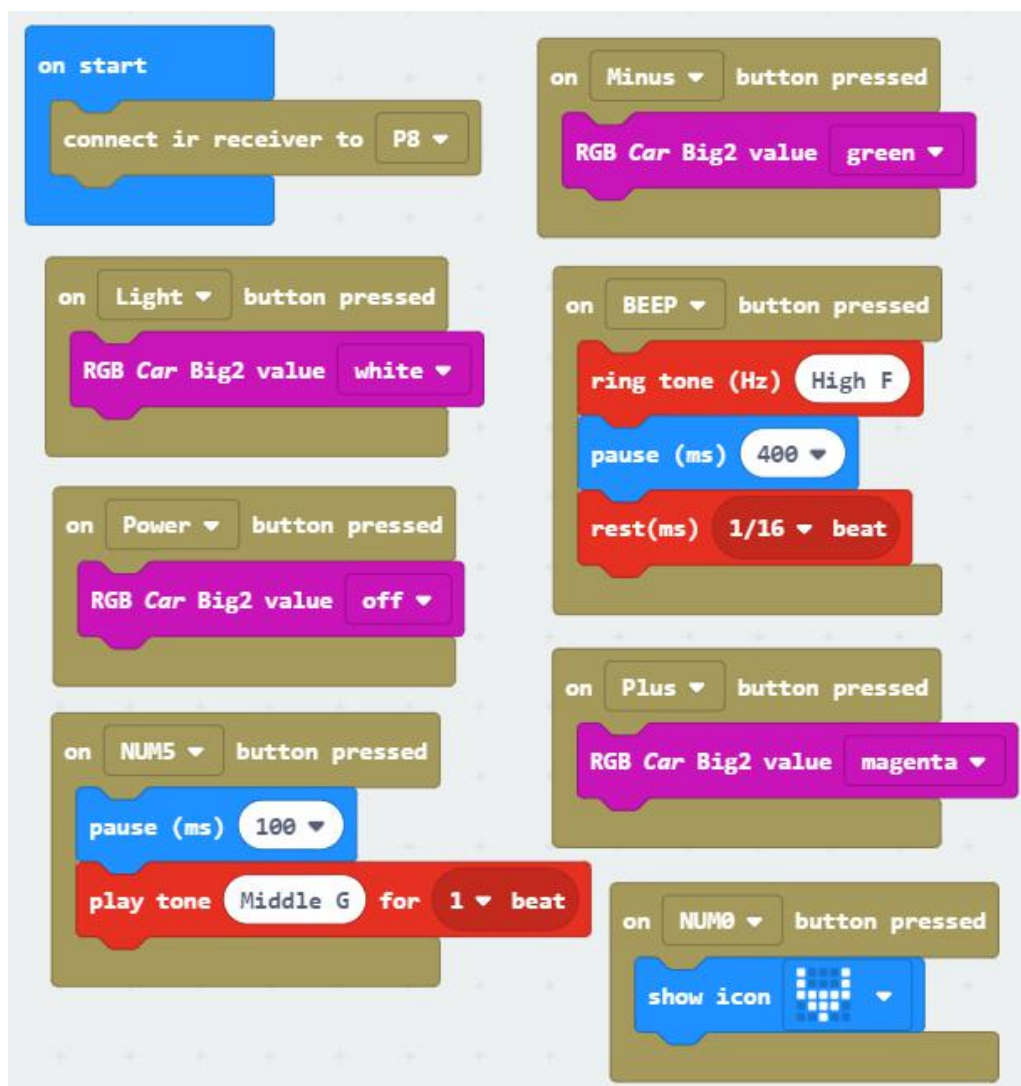 on start
connect ir receiver to P8
on Light button pressed
RGB Car Big2 value white
on Power button pressed
RGB Car Big2 value off
on NUM5 button pressed
pause (ms) 100
play tone Middle G for 1 beat
on Minus button pressed
RGB Car Big2 value green
on BEEP button pressed
ring tone (Hz) High F
pause (ms) 400
rest(ms) 1/16 beat
on Plus button pressed
RGB Car Big2 value magenta
on NUM0 button pressed
show icon